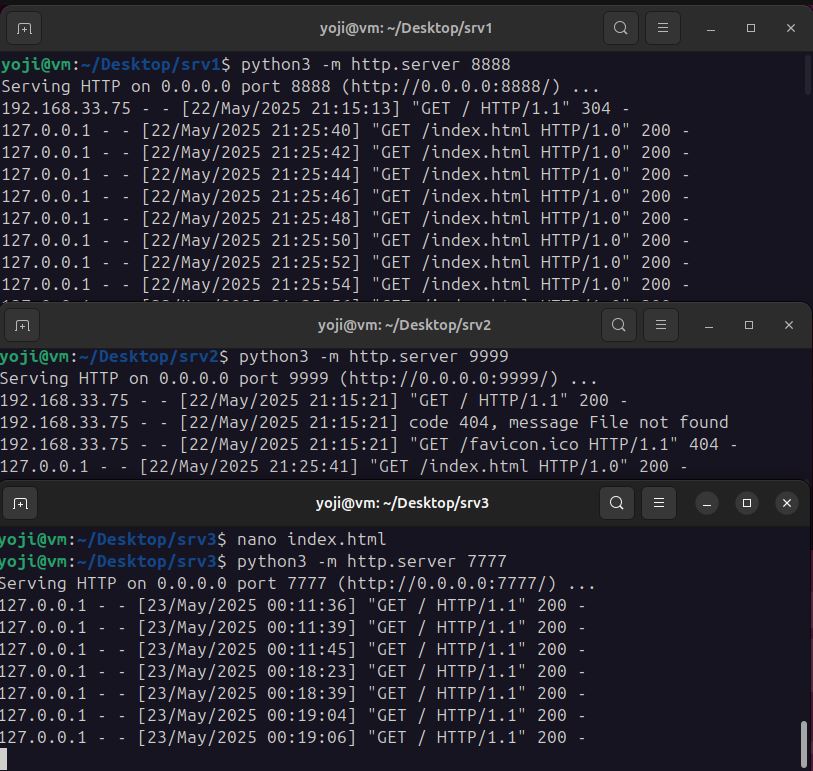 yoji@vm: ~/Desktop/srv1
yoji@vm:~/Desktop/srv1$ python3 -m http.server 8888
Serving HTTP on 0.0.0.0 port 8888 (http://0.0.0.0:8888/) ...
192.168.33.75 - - [22/May/2025 21:15:13] "GET / HTTP/1.1" 304 -
127.0.0.1 - - [22/May/2025 21:25:40] "GET /index.html HTTP/1.0" 200 -
127.0.0.1 - - [22/May/2025 21:25:42] "GET /index.html HTTP/1.0" 200 -
127.0.0.1 - - [22/May/2025 21:25:44] "GET /index.html HTTP/1.0" 200 -
127.0.0.1 - - [22/May/2025 21:25:46] "GET /index.html HTTP/1.0" 200 -
127.0.0.1 - - [22/May/2025 21:25:48] "GET /index.html HTTP/1.0" 200 -
127.0.0.1 - - [22/May/2025 21:25:50] "GET /index.html HTTP/1.0" 200 -
127.0.0.1 - - [22/May/2025 21:25:52] "GET /index.html HTTP/1.0" 200 -
127.0.0.1 - - [22/May/2025 21:25:54] "GET /index.html HTTP/1.0" 200 -
yoji@vm: ~/Desktop/srv2
yoji@vm:~/Desktop/srv2$ python3 -m http.server 9999
Serving HTTP on 0.0.0.0 port 9999 (http://0.0.0.0:9999/) ...
192.168.33.75 - - [22/May/2025 21:15:21] "GET / HTTP/1.1" 200 -
192.168.33.75 - - [22/May/2025 21:15:21] code 404, message File not found
192.168.33.75 - - [22/May/2025 21:15:21] "GET /favicon.ico HTTP/1.1" 404 -
127.0.0.1 - - [22/May/2025 21:25:41] "GET /index.html HTTP/1.0" 200 -
yoji@vm: ~/Desktop/srv3
yoji@vm:~/Desktop/srv3$ nano index.html
yoji@vm:~/Desktop/srv3$ python3 -m http.server 7777
Serving HTTP on 0.0.0.0 port 7777 (http://0.0.0.0:7777/) ...
127.0.0.1 - - [23/May/2025 00:11:36] "GET / HTTP/1.1" 200 -
127.0.0.1 - - [23/May/2025 00:11:39] "GET / HTTP/1.1" 200 -
127.0.0.1 - - [23/May/2025 00:11:45] "GET / HTTP/1.1" 200 -
127.0.0.1 - - [23/May/2025 00:18:23] "GET / HTTP/1.1" 200 -
127.0.0.1 - - [23/May/2025 00:18:39] "GET / HTTP/1.1" 200 -
127.0.0.1 - - [23/May/2025 00:19:04] "GET / HTTP/1.1" 200 -
127.0.0.1 - - [23/May/2025 00:19:06] "GET / HTTP/1.1" 200 -